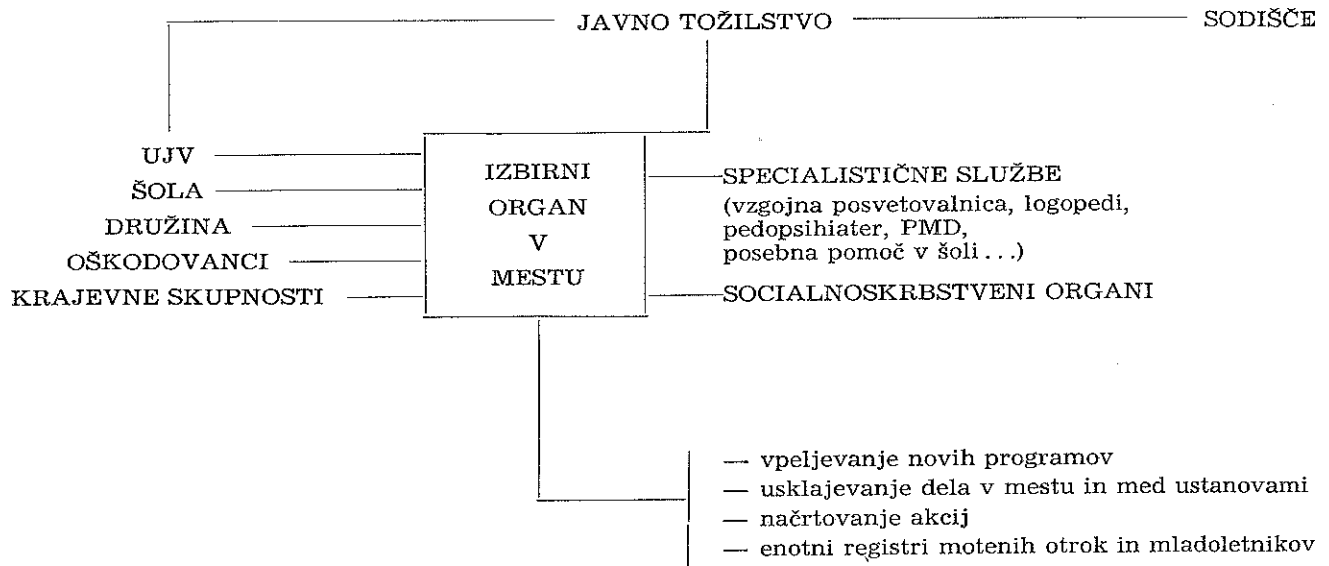 JAVNO TOŽILSTVO
SODIŠČE
UJV
ŠOLA
DRUŽINA
OŠKODOVANCI
KRAJEVNE SKUPNOSTI
IZBIRNI
ORGAN
V
MESTU
SPECIALISTIČNE SLUŽBE
(vzgojna posvetovalnica, logopedi,
pedopsihiater, PMD,
posebna pomoč v šoli...)
SOCIALNOSKRBSTVENI ORGANI
— vpeljevanje novih programov
— usklajevanje dela v mestu in med ustanovami
— načrtovanje akcij
— enotni registri motenih otrok in mladoletnikov